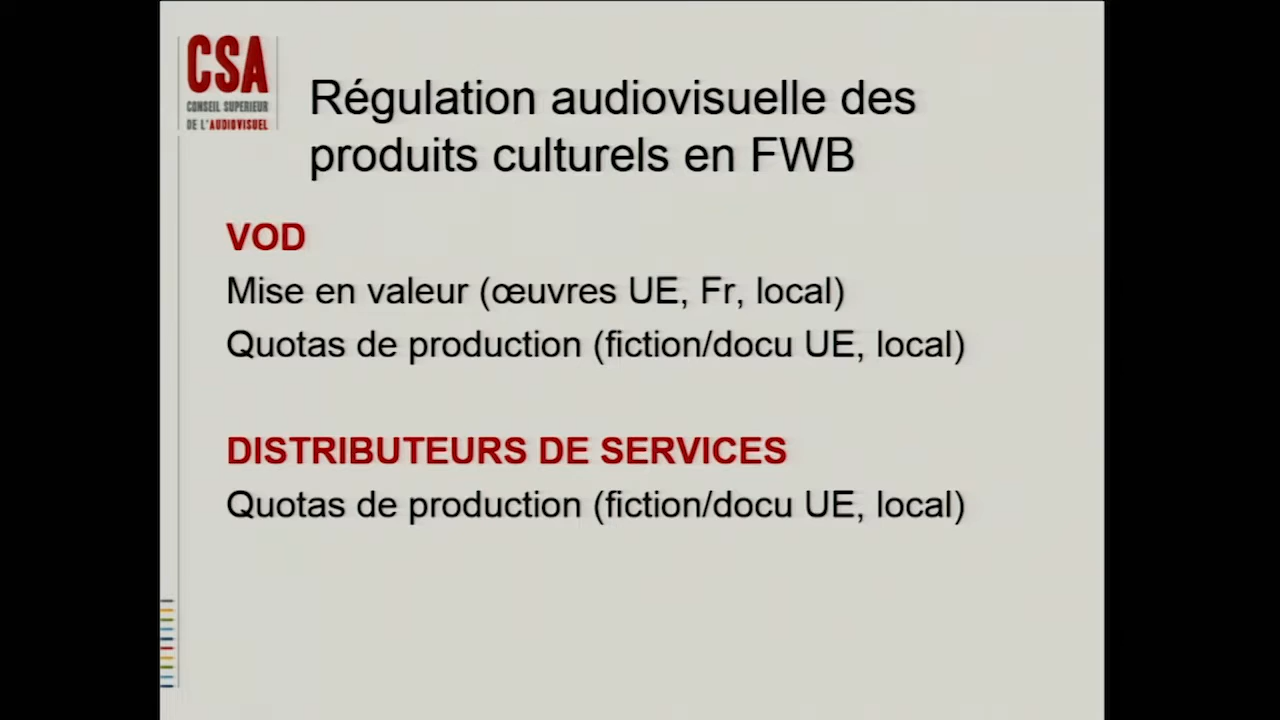 CSA
CONSEIL SUPERIEUR
DE L'AUDIOVISUEL
Régulation audiovisuelle des
produits culturels en FWB
VOD
Mise en valeur (œuvres UE, Fr, local)
Quotas de production (fiction/docu UE, local)
DISTRIBUTEURS DE SERVICES
Quotas de production (fiction/docu UE, local)